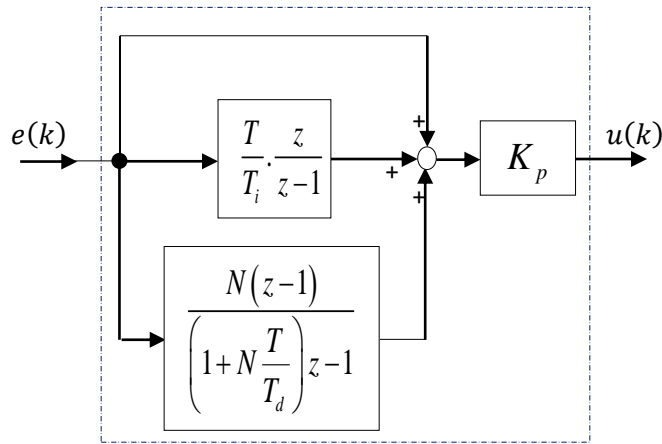 e(k)
+
T/T_i · z/(z−1)
+
+
K_p
u(k)
N(z−1)
(1+N T/T_d)z−1